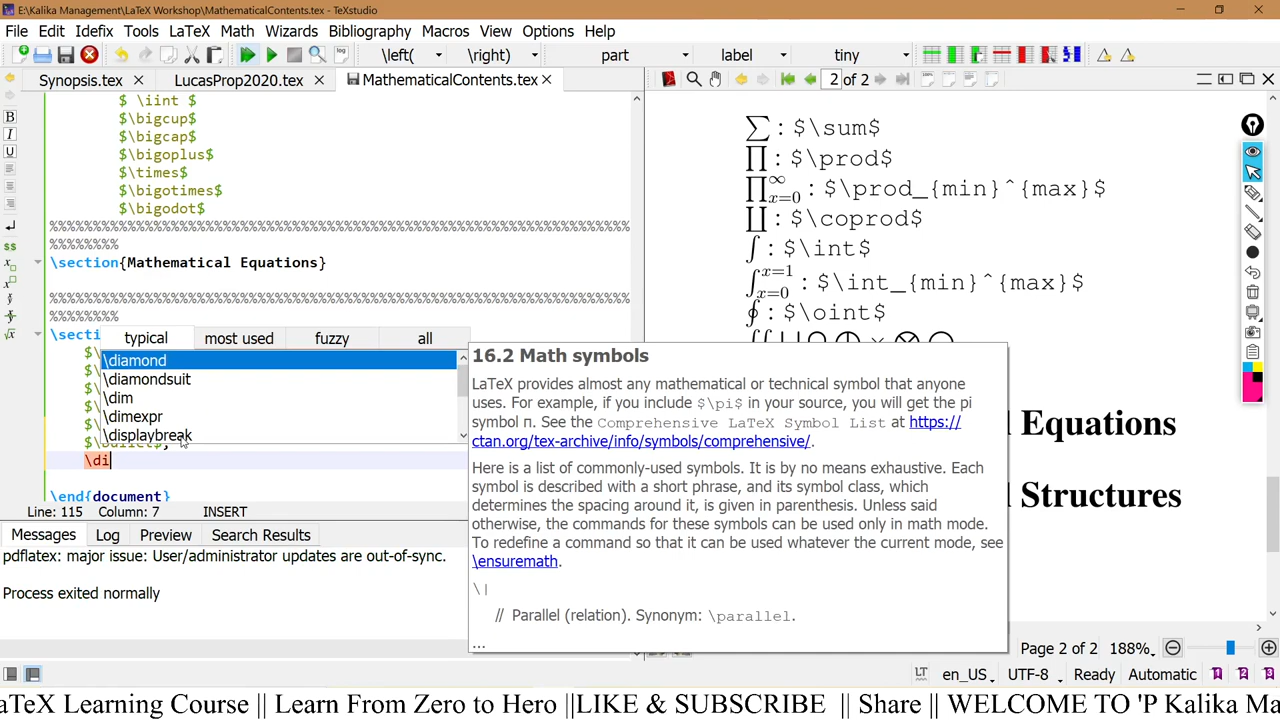 E:\Kalika Management\LaTeX Workshop\MathematicalContents.tex - TeXstudio
File Edit Idefix Tools LaTeX Math Wizards Bibliography Macros View Options Help
\left( \right) part label tiny
Synopsis.tex LucasProp2020.tex MathematicalContents.tex
2 of 2
$ \iint $
$\bigcup$
$\bigcap$
$\bigoplus$
$\times$
$\bigotimes$
$\bigodot$
%%%%%%%%%%%%%%%%%%%%%%%%%%%%%%%%%%%%%%%%%%%%%%%%%%%%%%%%%%%%%%%%%%%%%%
%%%%%%%%
\section{Mathematical Equations}
%%%%%%%%%%%%%%%%%%%%%%%%%%%%%%%%%%%%%%%%%%%%%%%%%%%%%%%%%%%%%%%%%%%%%%
%%%%%%%%
\secti
typical most used fuzzy all
\diamond
\diamondsuit
\dim
\dimexpr
\displaybreak
\di
\end{document}
Line: 115 Column: 7 INSERT
Messages Log Preview Search Results
pdflatex: major issue: User/administrator updates are out-of-sync.
Process exited normally
∑ : $\sum$
∏ : $\prod$
∏_{x=0}^{∞} : $\prod_{min}^{max}$
∐ : $\coprod$
∫ : $\int$
∫_{x=0}^{x=1} : $\int_{min}^{max}$
∮ : $\oint$
16.2 Math symbols
LaTeX provides almost any mathematical or technical symbol that anyone
uses. For example, if you include $\pi$ in your source, you will get the pi
symbol π. See the Comprehensive LaTeX Symbol List at https://
ctan.org/tex-archive/info/symbols/comprehensive/.
Here is a list of commonly-used symbols. It is by no means exhaustive. Each
symbol is described with a short phrase, and its symbol class, which
determines the spacing around it, is given in parenthesis. Unless said
otherwise, the commands for these symbols can be used only in math mode.
To redefine a command so that it can be used whatever the current mode, see
\ensuremath.
\|
// Parallel (relation). Synonym: \parallel.
...
l Equations
l Structures
Page 2 of 2 188%
en_US UTF-8 Ready Automatic
aTeX Learning Course || Learn From Zero to Hero ||LIKE & SUBSCRIBE || Share || WELCOME TO 'P Kalika Ma